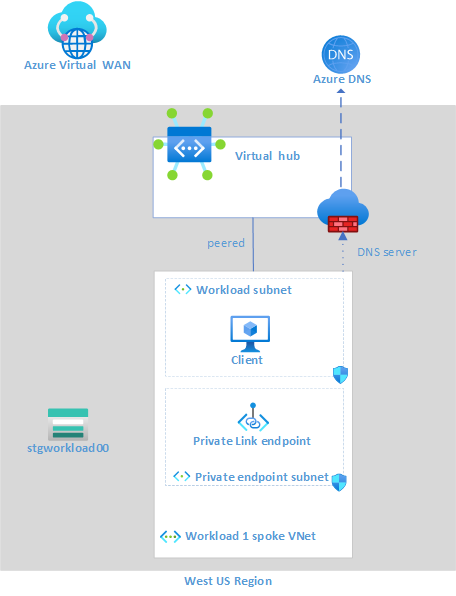 Azure Virtual WAN
DNS
Azure DNS
Virtual hub
peered
DNS server
Workload subnet
Client
Private Link endpoint
stgworkload00
Private endpoint subnet
Workload 1 spoke VNet
West US Region